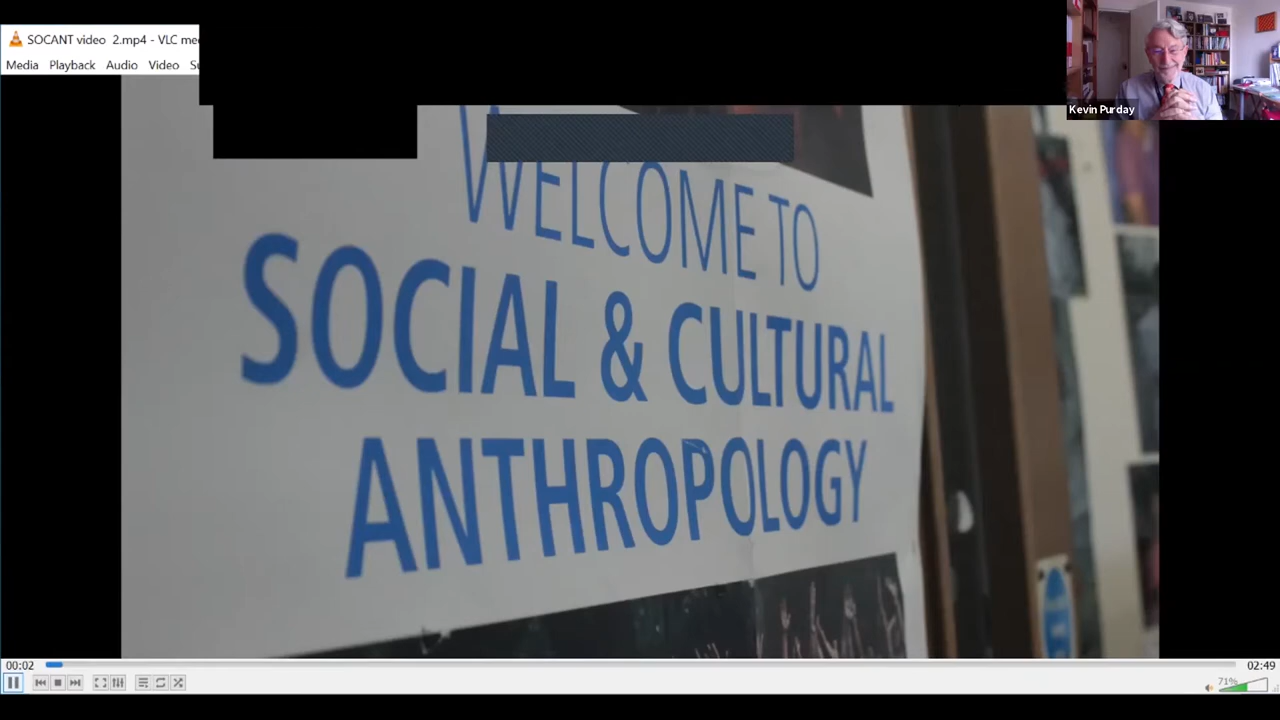 SOCANT video 2.mp4 - VLC
Media Playback Audio Video
Kevin Purday
WELCOME TO
SOCIAL & CULTURAL
ANTHROPOLOGY
00:02
02:49
71%